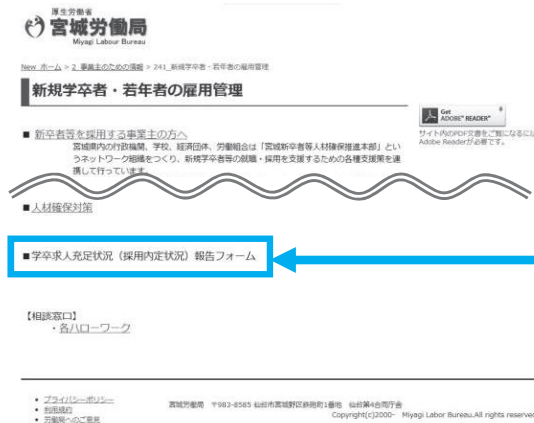 厚生労働省
宮城労働局
Miyagi Labour Bureau
New ホーム > 2_事業主のための情報 > 241_新規学卒者・若年者の雇用管理
新規学卒者・若年者の雇用管理
Get
ADOBE® READER®
サイト内のPDF文書をご覧になるには
Adobe Readerが必要です。
■ 新卒者等を採用する事業主の方へ
宮城県内の行政機関、学校、経済団体、労働組合は「宮城新卒者等人材確保推進本部」とい
うネットワーク組織をつくり、新規学卒者等の就職・採用を支援するための各種支援策を連
携して行っています。
■人材確保対策
■学卒求人充足状況（採用内定状況）報告フォーム
【相談窓口】
・各ハローワーク
• プライバシーポリシー
• 利用規約
• 労働局へのご意見
宮城労働局 〒983-8585 仙台市宮城野区鉄砲町1番地 仙台第4合同庁舎
Copyright(c)2000- Miyagi Labor Bureau.All rights reserved